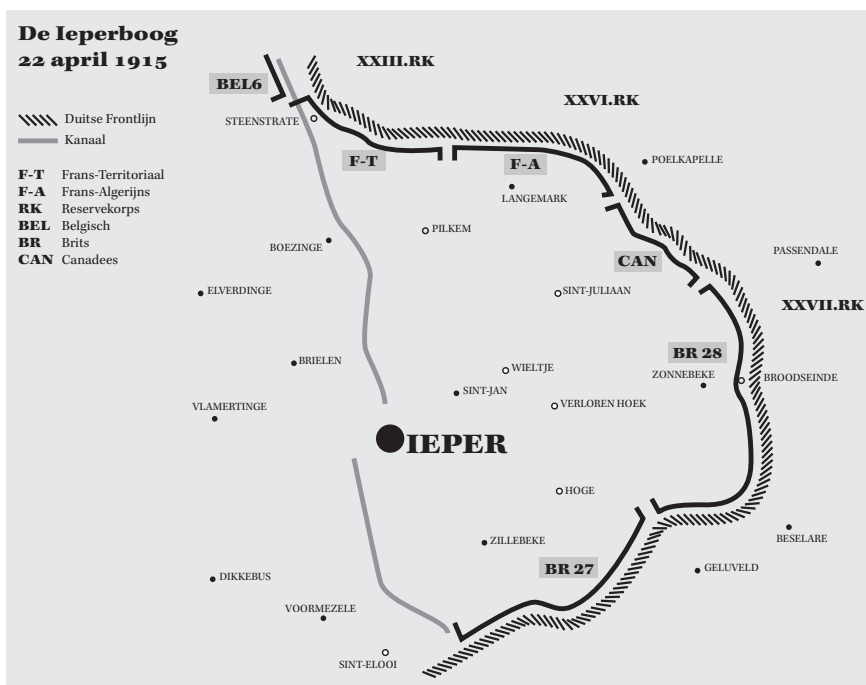 De Ieperboog
22 april 1915
Duitse Frontlijn
Kanaal
F-T Frans-Territoriaal
F-A Frans-Algerijns
RK Reservekorps
BEL Belgisch
BR Brits
CAN Canadees
XXIII.RK
BEL6
XXVI.RK
STEENSTRATE
F-T
F-A
POELKAPELLE
LANGEMARK
PILKEM
BOEZINGE
CAN
PASSENDALE
ELVERDINGE
SINT-JULIAAN
XXVII.RK
BR 28
BRIELEN
WIELTJE
ZONNEBEKE
BROODSEINDE
SINT-JAN
VERLOREN HOEK
VLAMERTINGE
IEPER
HOGE
ZILLEBEKE
BESELARE
BR 27
GELUVELD
DIKKEBUS
VOORMEZELE
SINT-ELOOI